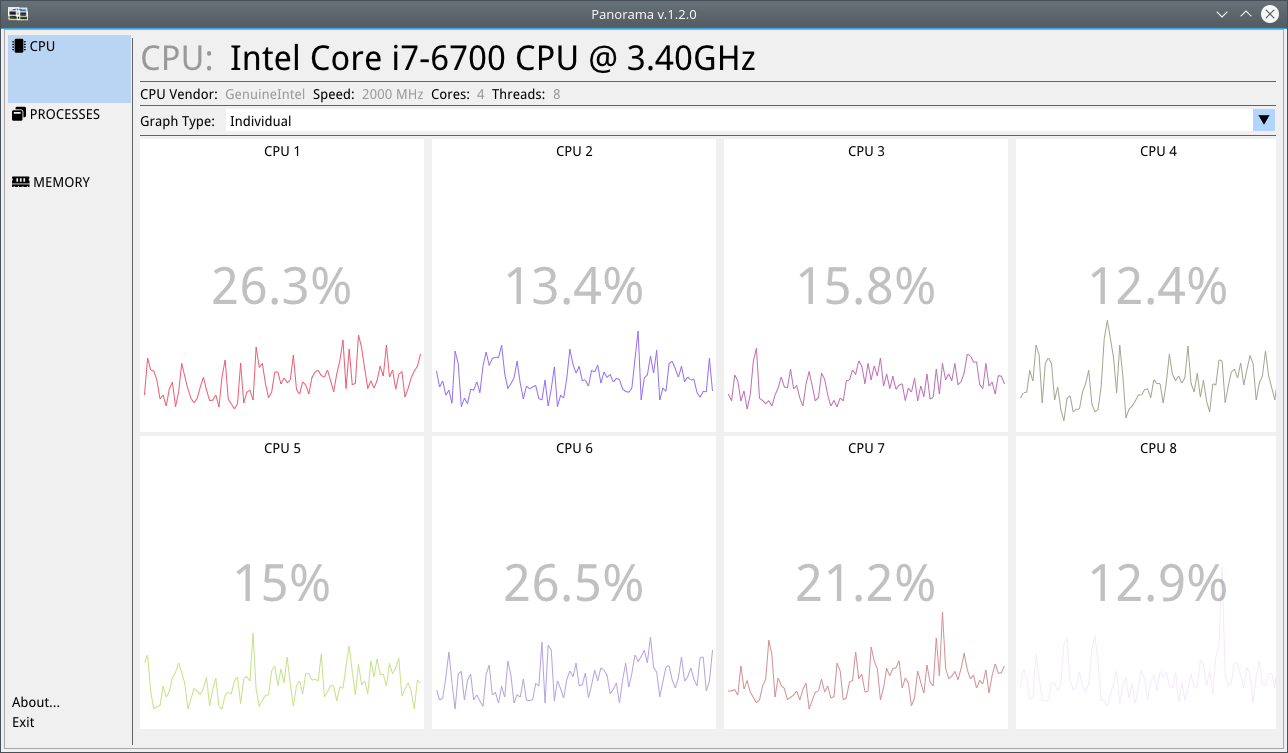 Panorama v.1.2.0
CPU
PROCESSES
MEMORY
About...
Exit
CPU: Intel Core i7-6700 CPU @ 3.40GHz
CPU Vendor: GenuineIntel Speed: 2000 MHz Cores: 4 Threads: 8
Graph Type: Individual
CPU 1
26.3%
CPU 2
13.4%
CPU 3
15.8%
CPU 4
12.4%
CPU 5
15%
CPU 6
26.5%
CPU 7
21.2%
CPU 8
12.9%